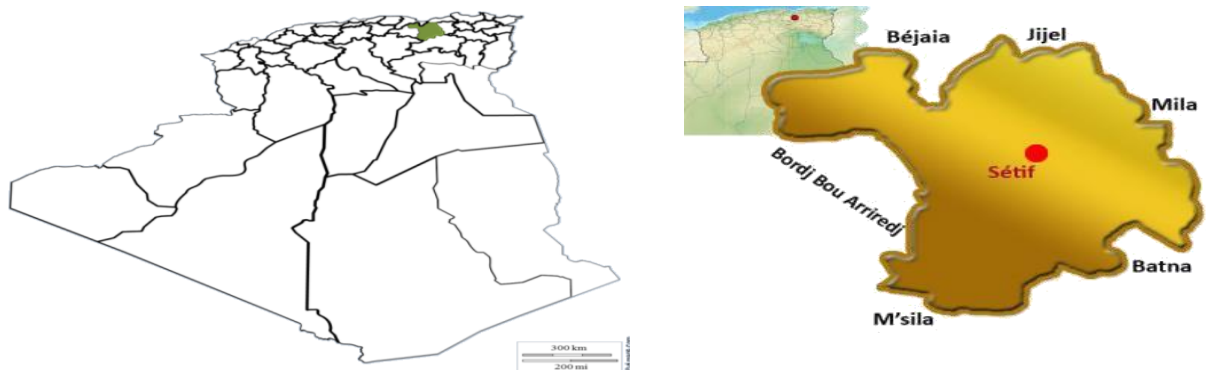 300 km
200 mi
Béjaia
Jijel
Mila
Sétif
Bordj Bou Arriredj
Batna
M'sila